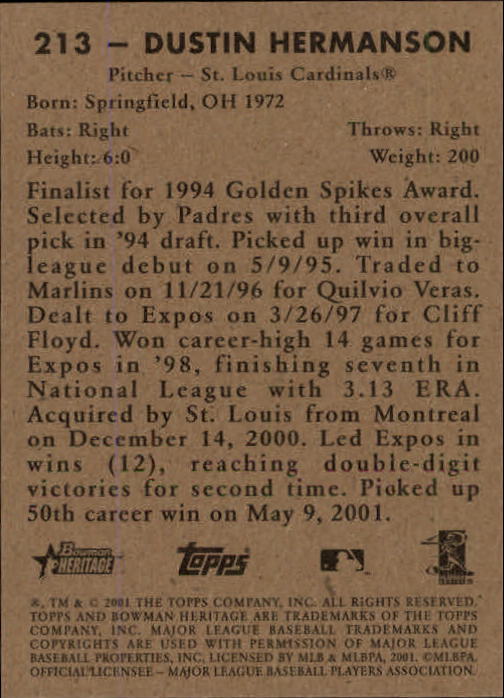 213 – DUSTIN HERMANSON
Pitcher – St. Louis Cardinals®
Born: Springfield, OH 1972
Bats: Right Throws: Right
Height: 6:0 Weight: 200
Finalist for 1994 Golden Spikes Award.
Selected by Padres with third overall
pick in '94 draft. Picked up win in big-
league debut on 5/9/95. Traded to
Marlins on 11/21/96 for Quilvio Veras.
Dealt to Expos on 3/26/97 for Cliff
Floyd. Won career-high 14 games for
Expos in '98, finishing seventh in
National League with 3.13 ERA.
Acquired by St. Louis from Montreal
on December 14, 2000. Led Expos in
wins (12), reaching double-digit
victories for second time. Picked up
50th career win on May 9, 2001.
Bowman HERITAGE Topps
®, TM & © 2001 THE TOPPS COMPANY, INC. ALL RIGHTS RESERVED.
TOPPS AND BOWMAN HERITAGE ARE TRADEMARKS OF THE TOPPS
COMPANY, INC. MAJOR LEAGUE BASEBALL TRADEMARKS AND
COPYRIGHTS ARE USED WITH PERMISSION OF MAJOR LEAGUE
BASEBALL PROPERTIES, INC. LICENSED BY MLB & MLBPA, 2001. ©MLBPA.
OFFICIAL LICENSEE – MAJOR LEAGUE BASEBALL PLAYERS ASSOCIATION.